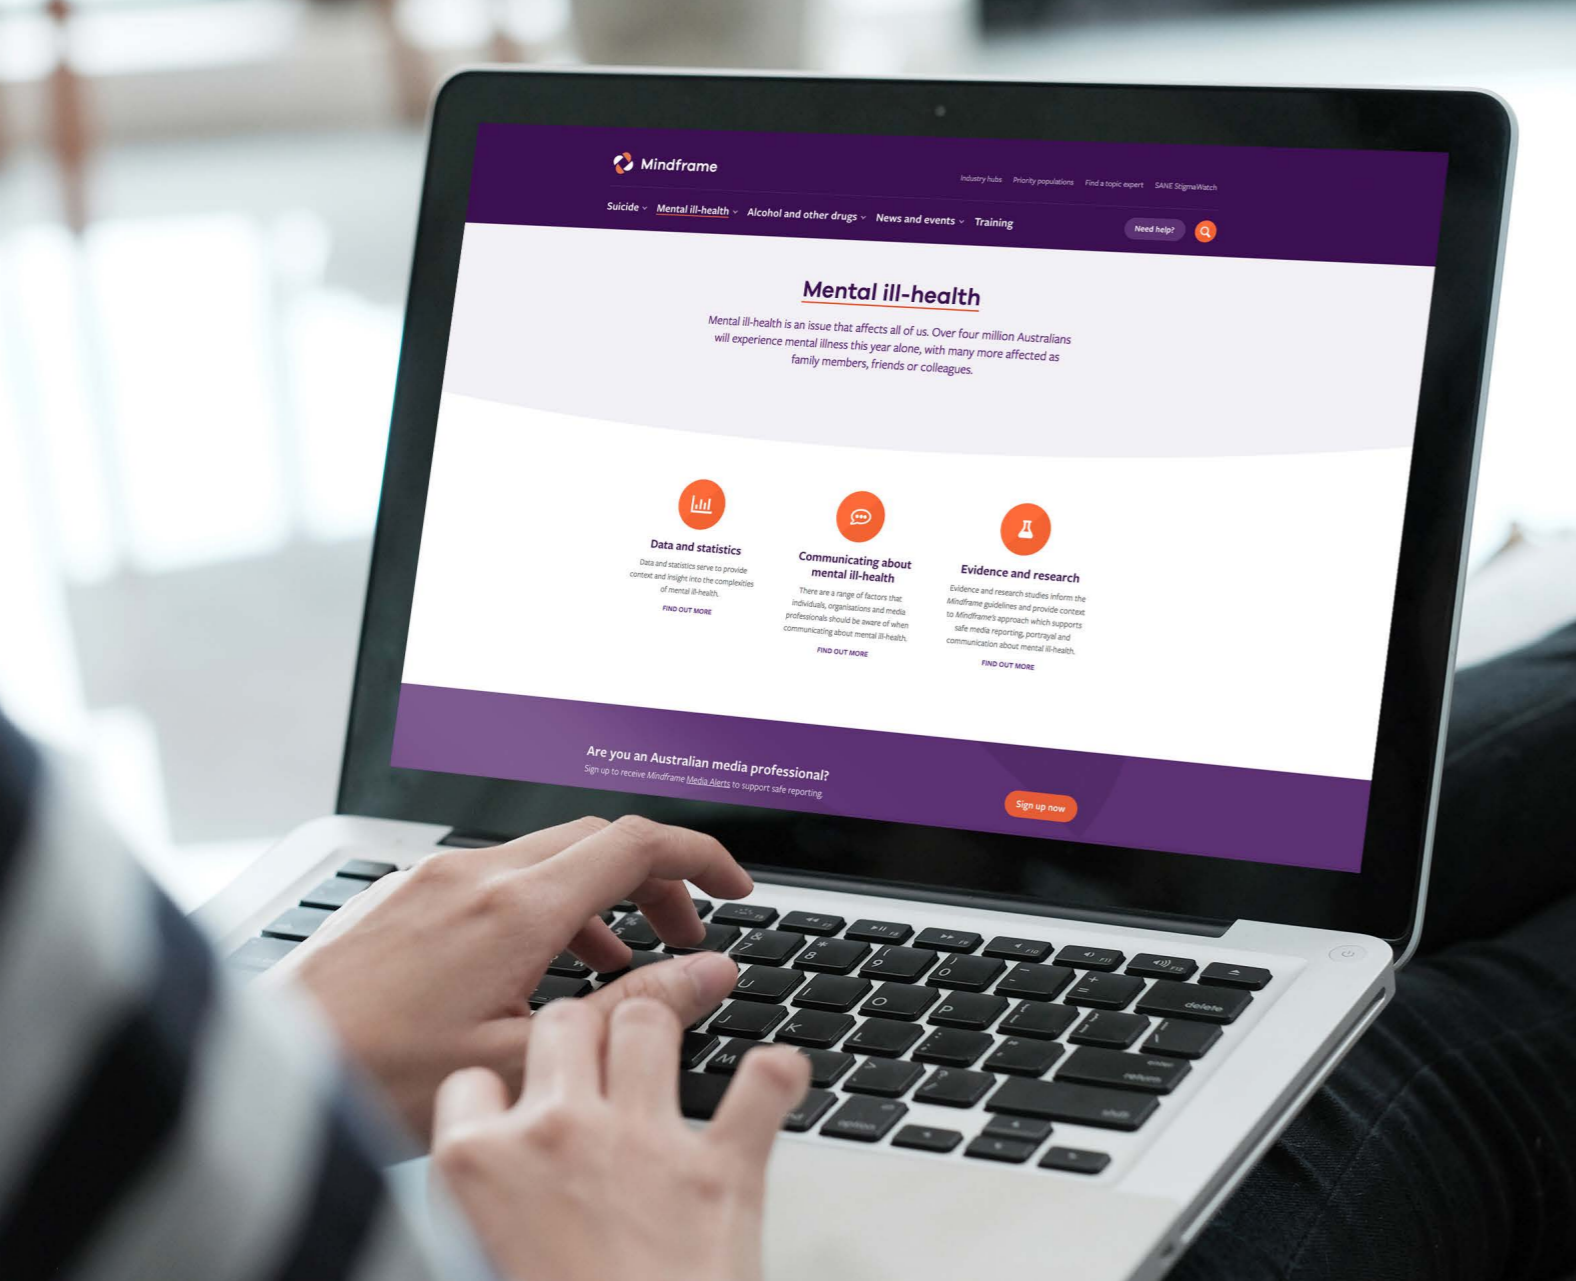 Mindframe
Industry hubs Priority populations Find a topic expert SANE StigmaWatch
Suicide Mental ill-health Alcohol and other drugs News and events Training
Need help?
Mental ill-health
Mental ill-health is an issue that affects all of us. Over four million Australians
will experience mental illness this year alone, with many more affected as
family members, friends or colleagues.
Data and statistics
Data and statistics serve to provide
context and insight into the complexities
of mental ill-health.
FIND OUT MORE
Communicating about
mental ill-health
There are a range of factors that
individuals, organisations and media
professionals should be aware of when
communicating about mental ill-health.
FIND OUT MORE
Evidence and research
Evidence and research studies inform the
Mindframe guidelines and provide context
to Mindframe's approach which supports
safe media reporting, portrayal and
communication about mental ill-health.
FIND OUT MORE
Are you an Australian media professional?
Sign up to receive Mindframe Media Alerts to support safe reporting.
Sign up now
% 5 & 7 * 8 ( 9 ) 0 - + = delete
U I O P { [ } ] \
J K L : ; " enter return
M > ? shift
option